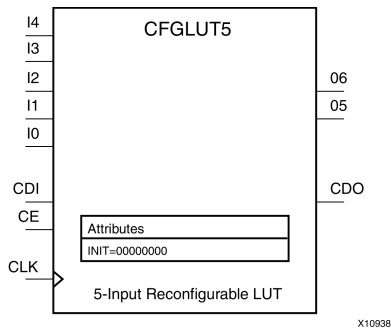 I4
CFGLUT5
I3
I2
06
I1
05
I0
CDI
CDO
CE
Attributes
INIT=00000000
CLK
5-Input Reconfigurable LUT
X10938